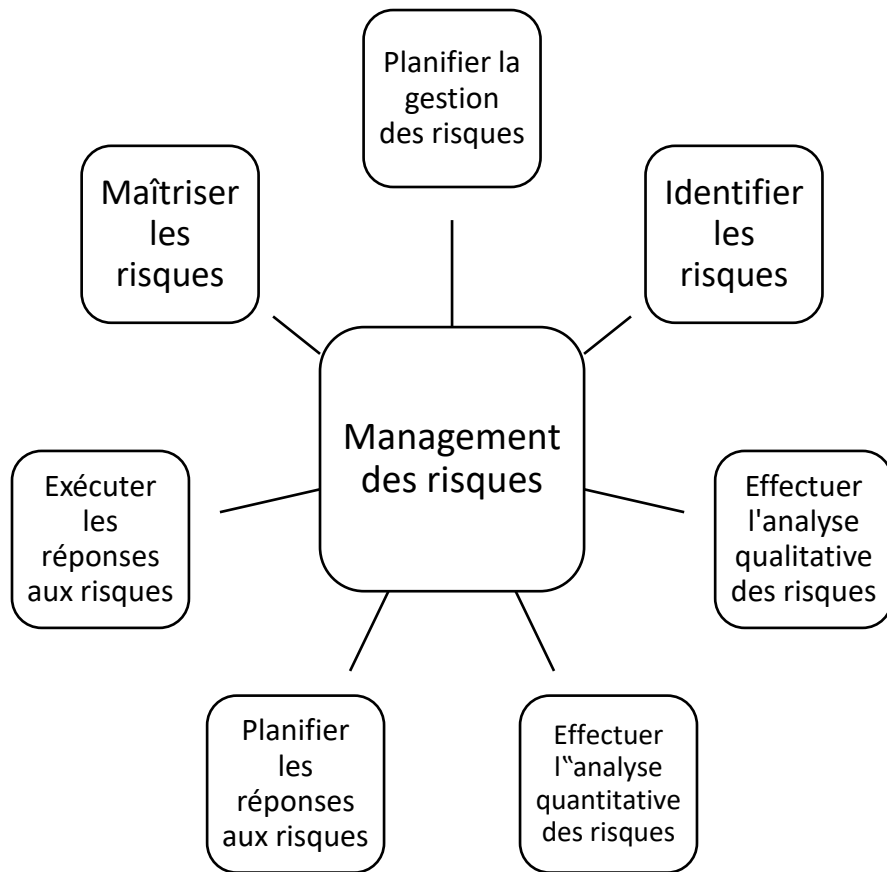 Planifier la
gestion
des risques
Maîtriser
les
risques
Identifier
les
risques
Management
des risques
Exécuter
les
réponses
aux risques
Effectuer
l'analyse
qualitative
des risques
Planifier
les
réponses
aux risques
Effectuer
l‟analyse
quantitative
des risques